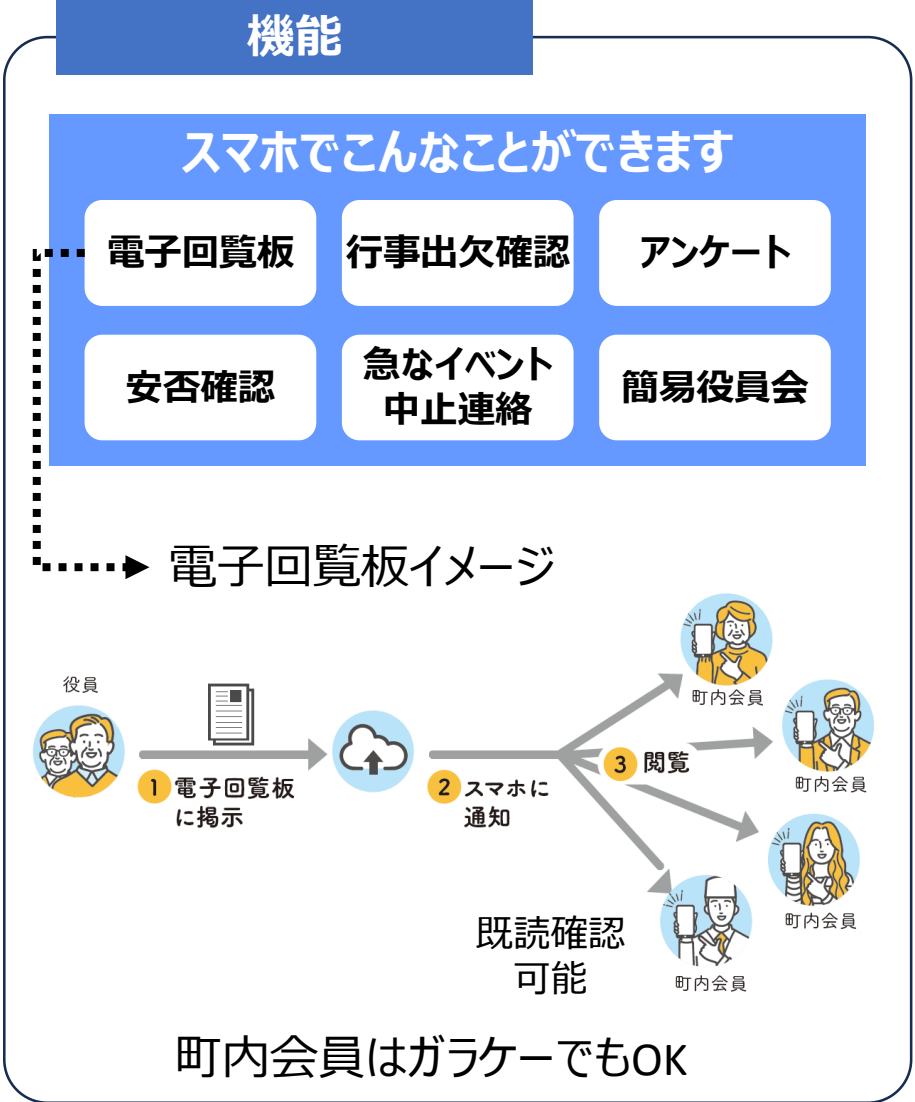 機能
スマホでこんなことができます
電子回覧板
行事出欠確認
アンケート
安否確認
急なイベント
中止連絡
簡易役員会
電子回覧板イメージ
役員
1 電子回覧板
に掲示
2 スマホに
通知
3 閲覧
町内会員
町内会員
町内会員
町内会員
既読確認
可能
町内会員はガラケーでもOK